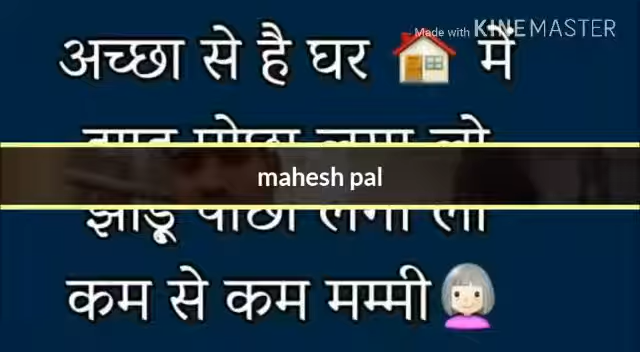 Made with KINEMASTER
अच्छा से है घर 🏠 में
mahesh pal
झाड़ू पोछा लगा लो
कम से कम मम्मी 👵